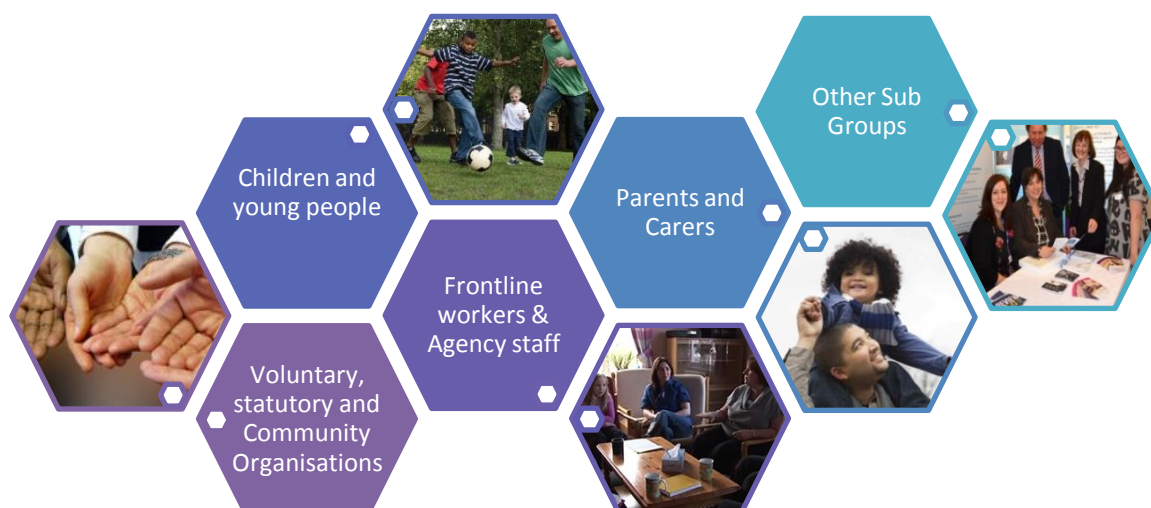 Children and
young people
Voluntary,
statutory and
Community
Organisations
Frontline
workers &
Agency staff
Parents and
Carers
Other Sub
Groups